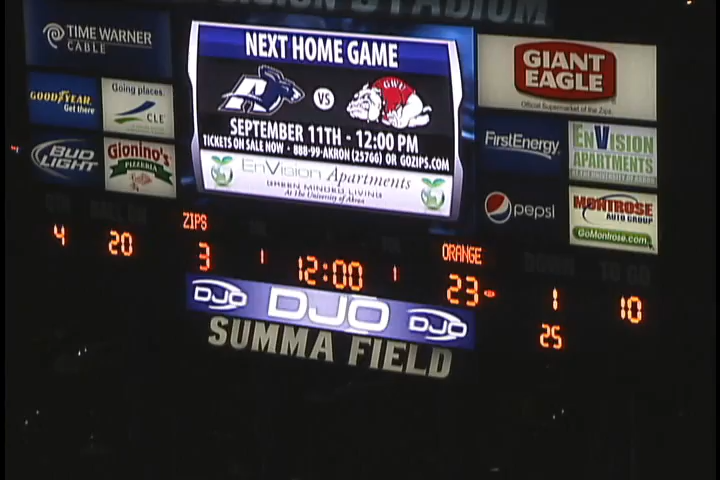 TIME WARNER
CABLE
GOODYEAR
Get there
Going places.
CLE
BUD
LIGHT
Gionino's
PIZZERIA
NEXT HOME GAME
A
VS
GWU
SEPTEMBER 11TH - 12:00 PM
TICKETS ON SALE NOW · 888-99-AKRON (25766) OR GOZIPS.COM
EnVision Apartments
GREEN MINDED LIVING
At The University of Akron
GIANT
EAGLE
Official Supermarket of the Zips
FirstEnergy
ENVISION
APARTMENTS
pepsi
MONTROSE
AUTO GROUP
GoMontrose.com
STADIUM
4
20
ZIPS
3
1
12:00
1
ORANGE
23
1
10
25
DJO
DJO
DJO
SUMMA FIELD